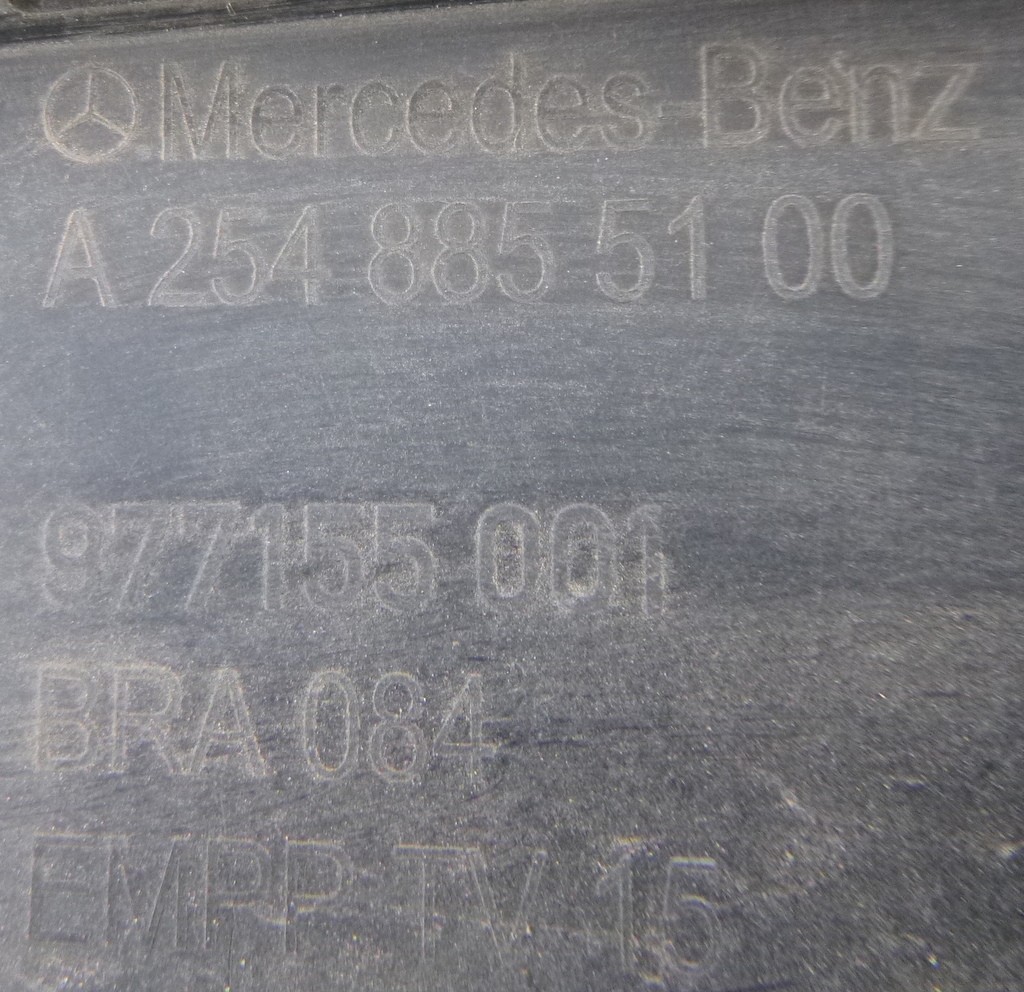 Mercedes Benz
A 254 885 51 00
977155 001
BRA 084
EMPP TV 15